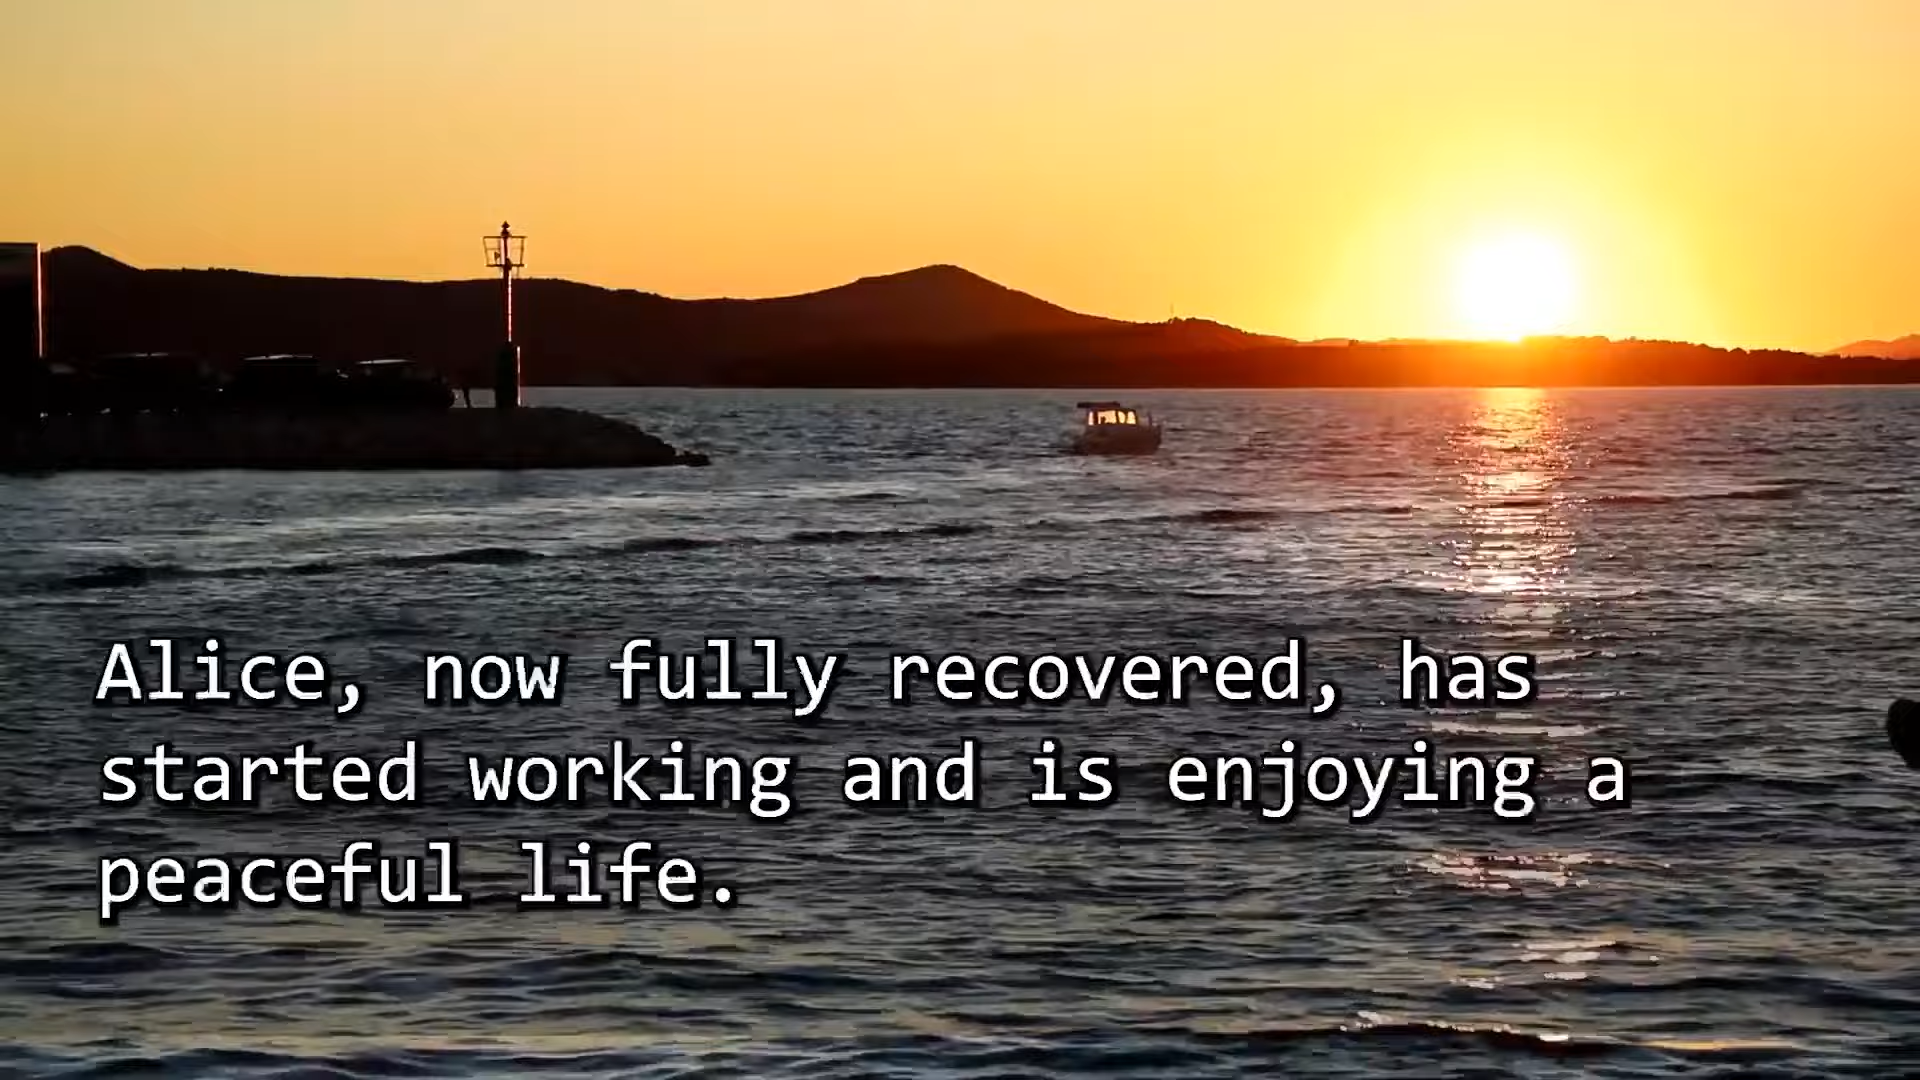 Alice, now fully recovered, has
started working and is enjoying a
peaceful life.